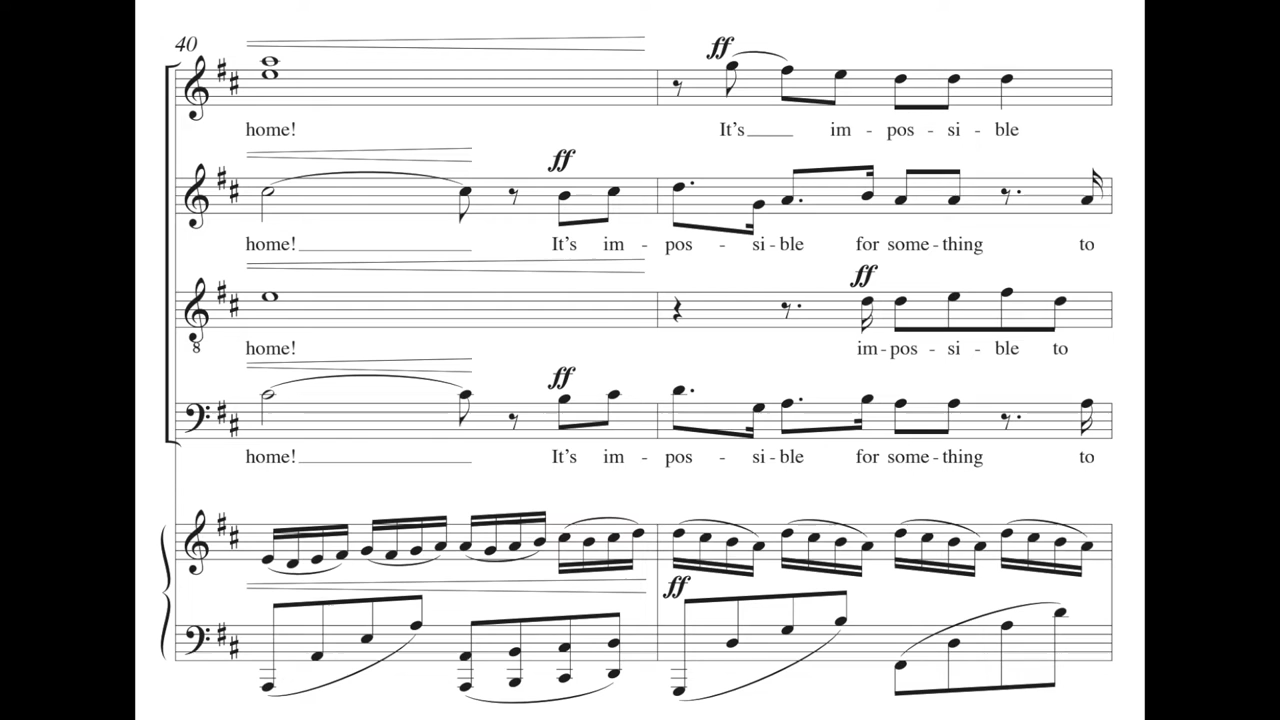 40
ff
home! It's im - pos - si - ble
ff
home! It's im - pos - si - ble for some - thing to
ff
home! im - pos - si - ble to
8
ff
home! It's im - pos - si - ble for some - thing to
ff